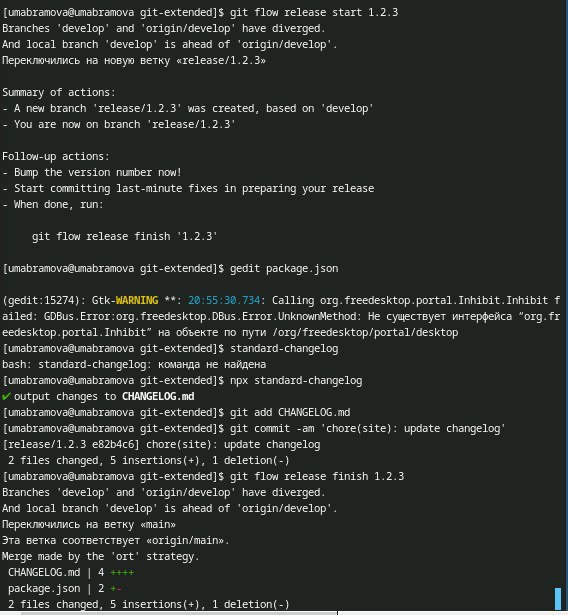 [umabramova@umabramova git-extended]$ git flow release start 1.2.3
Branches 'develop' and 'origin/develop' have diverged.
And local branch 'develop' is ahead of 'origin/develop'.
Переключились на новую ветку «release/1.2.3»
Summary of actions:
- A new branch 'release/1.2.3' was created, based on 'develop'
- You are now on branch 'release/1.2.3'
Follow-up actions:
- Bump the version number now!
- Start committing last-minute fixes in preparing your release
- When done, run:
git flow release finish '1.2.3'
[umabramova@umabramova git-extended]$ gedit package.json
(gedit:15274): Gtk-WARNING **: 20:55:30.734: Calling org.freedesktop.portal.Inhibit.Inhibit f
ailed: GDBus.Error:org.freedesktop.DBus.Error.UnknownMethod: Не существует интерфейса “org.fr
eedesktop.portal.Inhibit” на объекте по пути /org/freedesktop/portal/desktop
[umabramova@umabramova git-extended]$ standard-changelog
bash: standard-changelog: команда не найдена
[umabramova@umabramova git-extended]$ npx standard-changelog
✔ output changes to CHANGELOG.md
[umabramova@umabramova git-extended]$ git add CHANGELOG.md
[umabramova@umabramova git-extended]$ git commit -am 'chore(site): update changelog'
[release/1.2.3 e82b4c6] chore(site): update changelog
2 files changed, 5 insertions(+), 1 deletion(-)
[umabramova@umabramova git-extended]$ git flow release finish 1.2.3
Branches 'develop' and 'origin/develop' have diverged.
And local branch 'develop' is ahead of 'origin/develop'.
Переключились на ветку «main»
Эта ветка соответствует «origin/main».
Merge made by the 'ort' strategy.
CHANGELOG.md | 4 ++++
package.json | 2 +-
2 files changed, 5 insertions(+), 1 deletion(-)